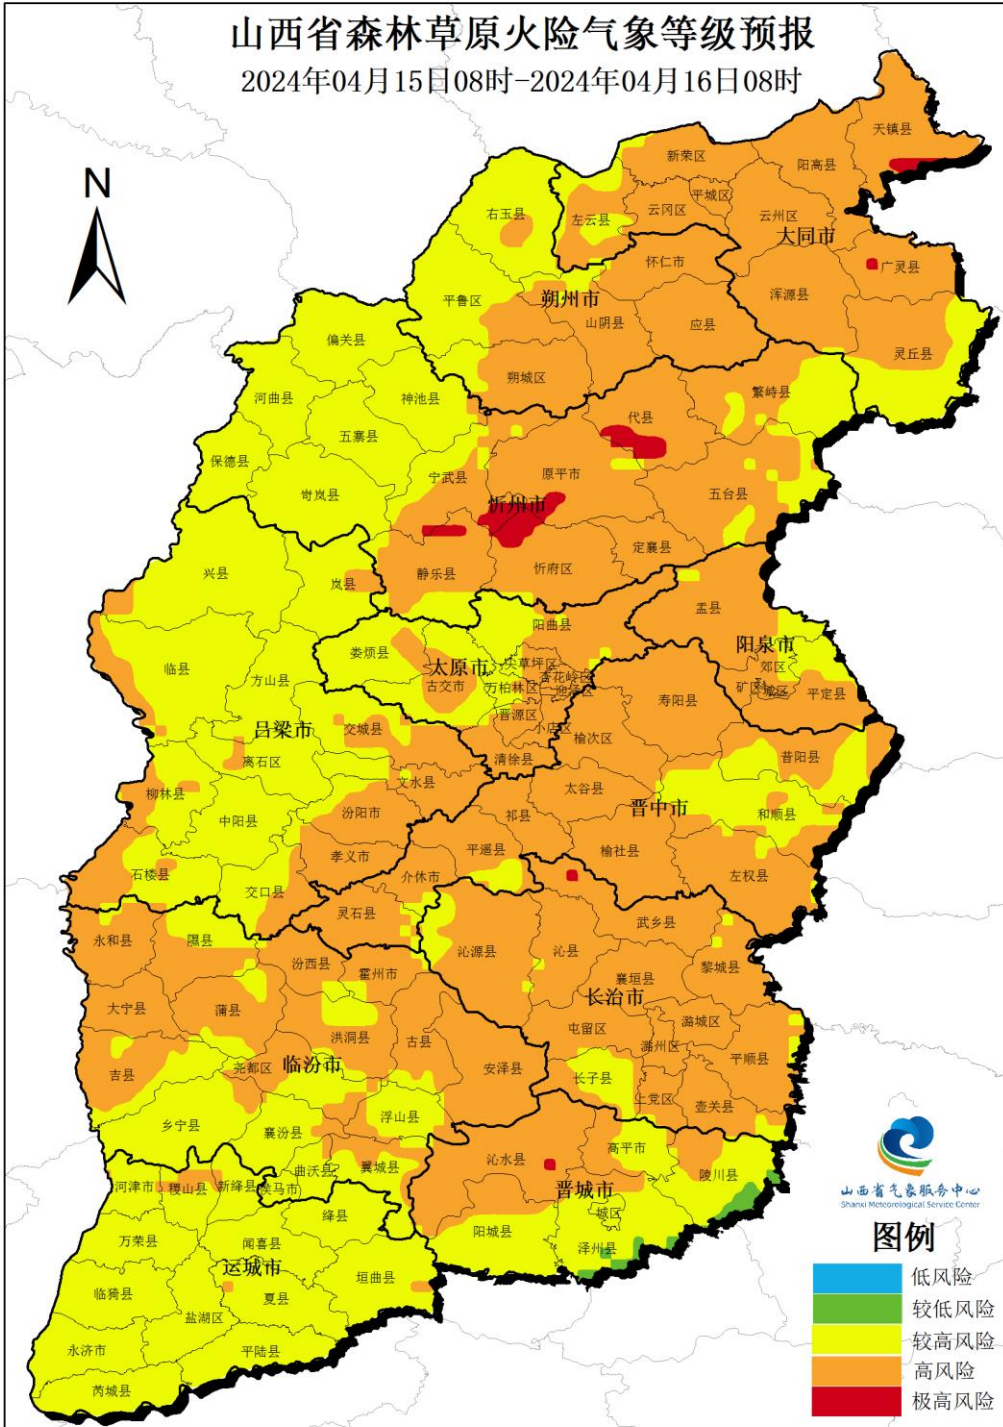 山西省森林草原火险气象等级预报
2024年04月15日08时-2024年04月16日08时
N
天镇县
新荣区
阳高县
平城区
右玉县
左云县
云冈区
云州区
大同市
怀仁市
广灵县
平鲁区
朔州市
浑源县
山阴县
应县
偏关县
灵丘县
朔城区
河曲县
神池县
繁峙县
代县
五寨县
保德县
宁武县
原平市
岢岚县
忻州市
五台县
定襄县
兴县
岚县
静乐县
忻府区
盂县
阳曲县
娄烦县
阳泉市
临县
太原市
尖草坪区
郊区
方山县
古交市
万柏林区
杏花岭区
迎泽区
矿区
城区
平定县
寿阳县
晋源区
吕梁市
交城县
小店区
榆次区
离石区
清徐县
昔阳县
文水县
太谷县
柳林县
汾阳市
祁县
晋中市
和顺县
中阳县
孝义市
平遥县
榆社县
石楼县
介休市
左权县
交口县
灵石县
武乡县
永和县
隰县
沁源县
沁县
汾西县
霍州市
襄垣县
黎城县
长治市
大宁县
蒲县
潞城区
洪洞县
古县
屯留区
潞州区
平顺县
吉县
尧都区
临汾市
安泽县
长子县
上党区
壶关县
乡宁县
襄汾县
浮山县
高平市
沁水县
曲沃县
翼城县
陵川县
河津市
稷山县
新绛县
侯马市
晋城市
绛县
城区
万荣县
闻喜县
阳城县
泽州县
运城市
垣曲县
临猗县
夏县
盐湖区
永济市
平陆县
芮城县
山西省气象服务中心
Shanxi Meteorological Service Center
图例
低风险
较低风险
较高风险
高风险
极高风险